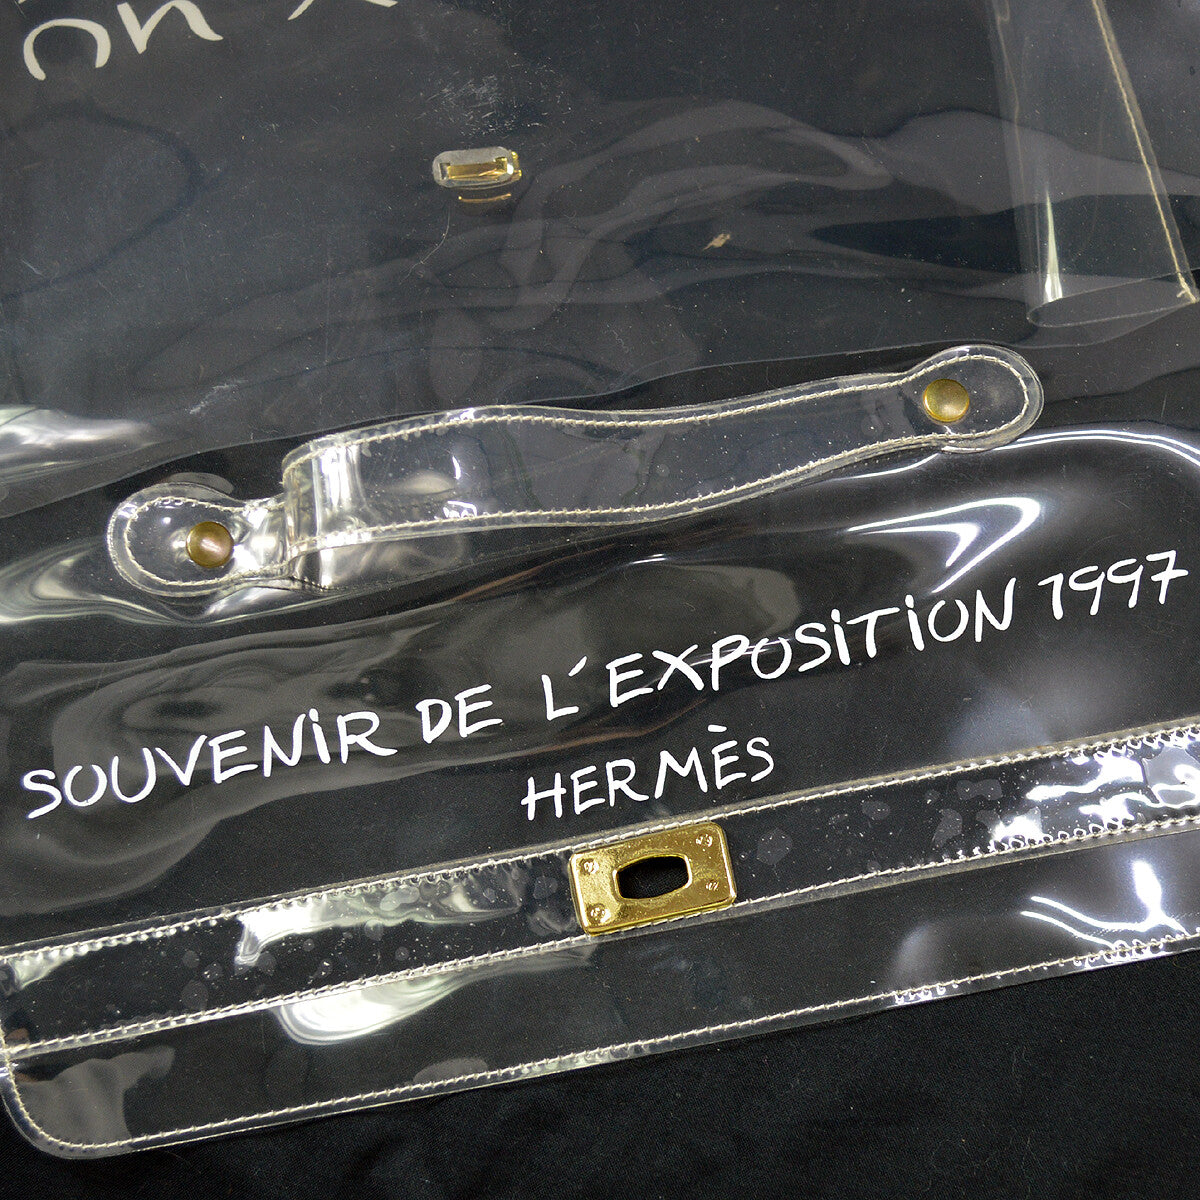 SOUVENIR DE L'EXPOSITION 1997
HERMÈS